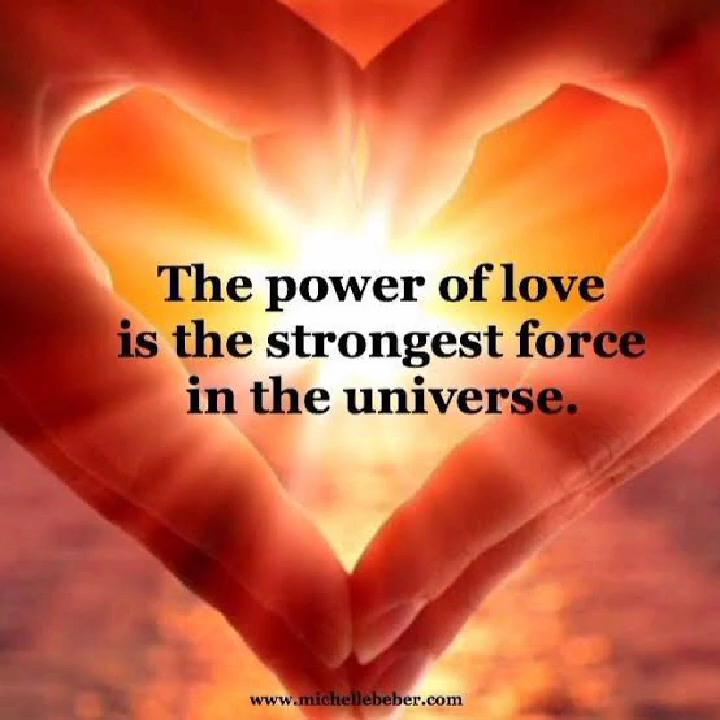 The power of love
is the strongest force
in the universe.
www.michellebeber.com